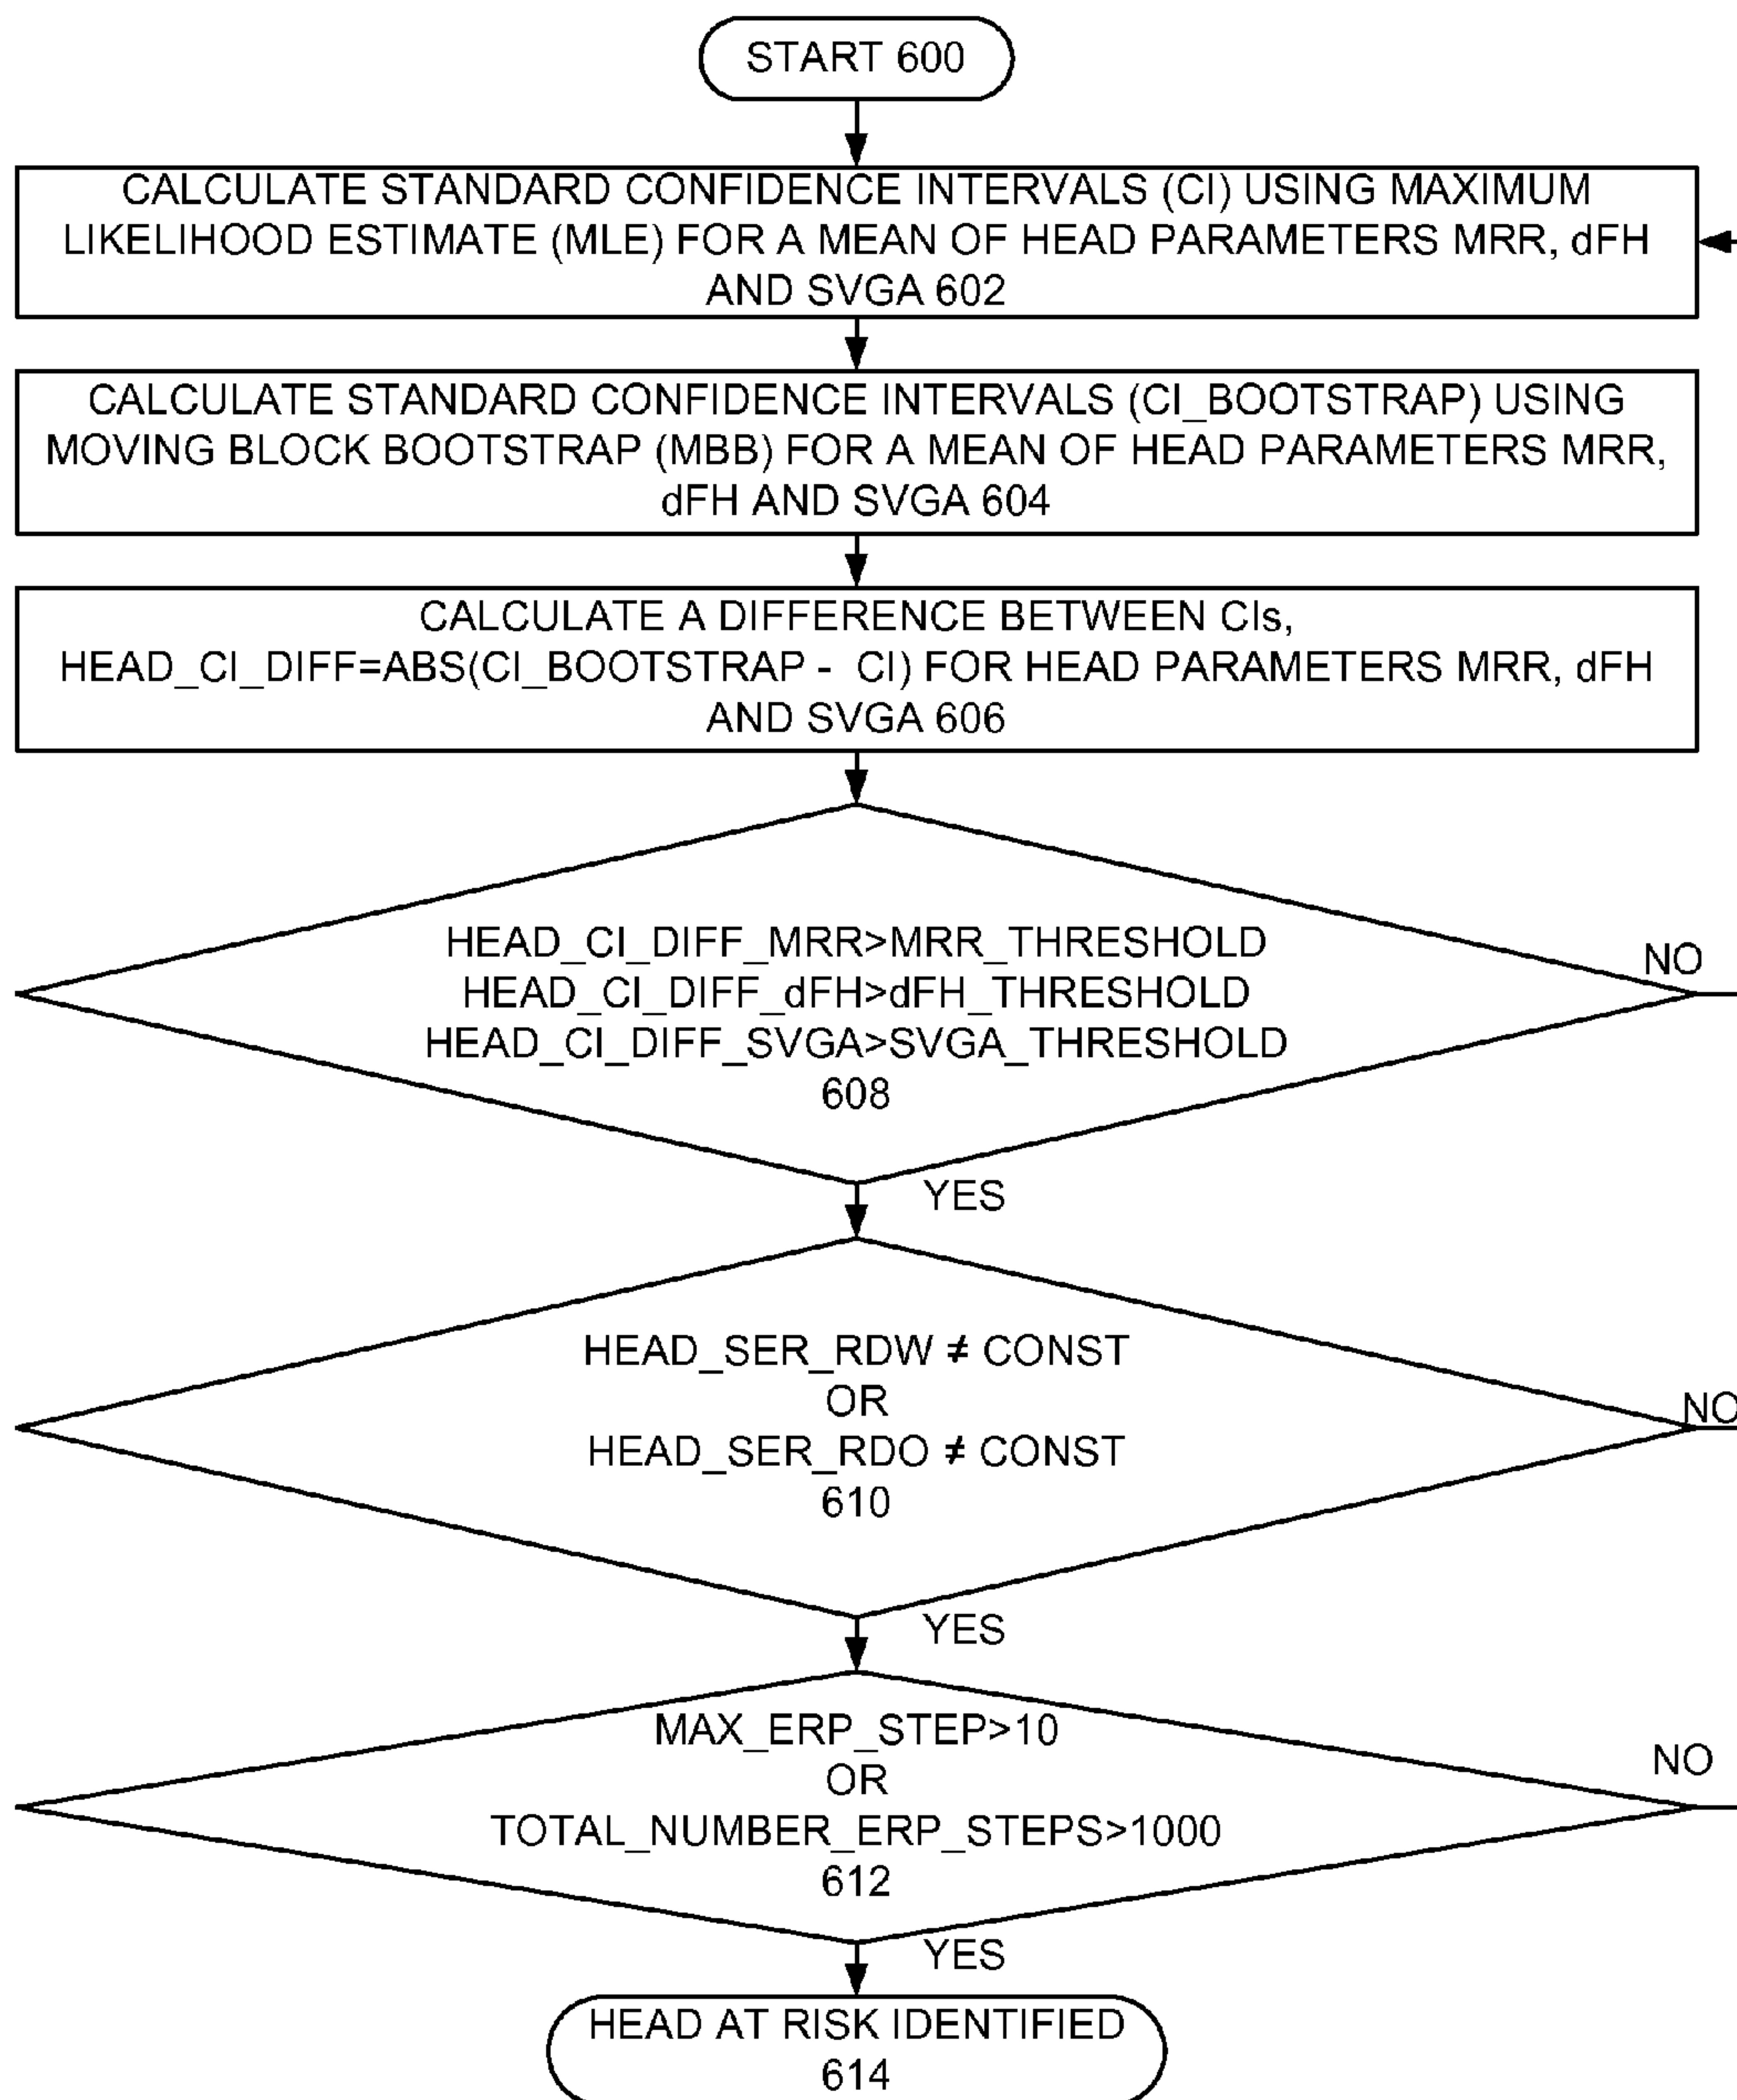 START 600
CALCULATE STANDARD CONFIDENCE INTERVALS (CI) USING MAXIMUM
LIKELIHOOD ESTIMATE (MLE) FOR A MEAN OF HEAD PARAMETERS MRR, dFH
AND SVGA 602
CALCULATE STANDARD CONFIDENCE INTERVALS (CI_BOOTSTRAP) USING
MOVING BLOCK BOOTSTRAP (MBB) FOR A MEAN OF HEAD PARAMETERS MRR,
dFH AND SVGA 604
CALCULATE A DIFFERENCE BETWEEN CIs,
HEAD_CI_DIFF=ABS(CI_BOOTSTRAP - CI) FOR HEAD PARAMETERS MRR, dFH
AND SVGA 606
HEAD_CI_DIFF_MRR>MRR_THRESHOLD
HEAD_CI_DIFF_dFH>dFH_THRESHOLD
HEAD_CI_DIFF_SVGA>SVGA_THRESHOLD
608
NO
YES
HEAD_SER_RDW ≠ CONST
OR
HEAD_SER_RDO ≠ CONST
610
NO
YES
MAX_ERP_STEP>10
OR
TOTAL_NUMBER_ERP_STEPS>1000
612
NO
YES
HEAD AT RISK IDENTIFIED
614